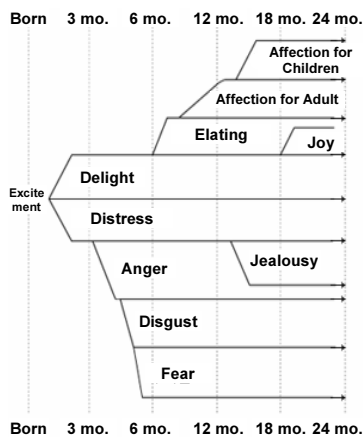 Born 3 mo. 6 mo. 12 mo. 18 mo. 24 mo.
Affection for
Children
Affection for Adult
Elating
Joy
Delight
Excite
ment
Distress
Anger
Jealousy
Disgust
Fear
Born 3 mo. 6 mo. 12 mo. 18 mo. 24 mo.